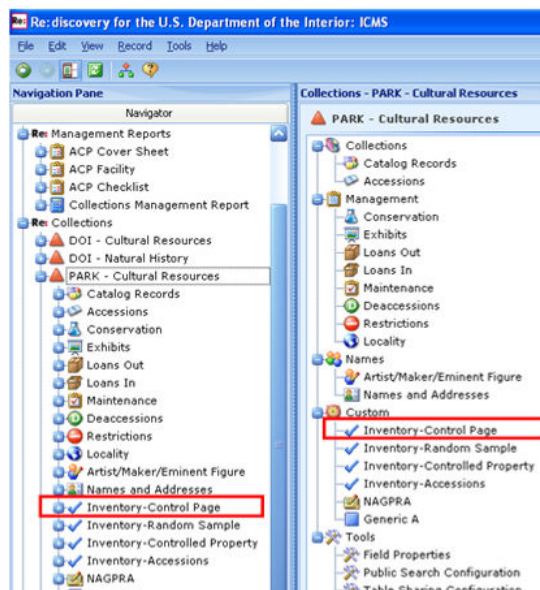 Re: Re:discovery for the U.S. Department of the Interior: ICMS
File Edit View Record Tools Help
Navigation Pane
Navigator
Re: Management Reports
ACP Cover Sheet
ACP Facility
ACP Checklist
Collections Management Report
Re: Collections
DOI - Cultural Resources
DOI - Natural History
PARK - Cultural Resources
Catalog Records
Accessions
Conservation
Exhibits
Loans Out
Loans In
Maintenance
Deaccessions
Restrictions
Locality
Artist/Maker/Eminent Figure
Names and Addresses
Inventory-Control Page
Inventory-Random Sample
Inventory-Controlled Property
Inventory-Accessions
NAGPRA
Collections - PARK - Cultural Resources
PARK - Cultural Resources
Collections
Catalog Records
Accessions
Management
Conservation
Exhibits
Loans Out
Loans In
Maintenance
Deaccessions
Restrictions
Locality
Names
Artist/Maker/Eminent Figure
Names and Addresses
Custom
Inventory-Control Page
Inventory-Random Sample
Inventory-Controlled Property
Inventory-Accessions
NAGPRA
Generic A
Tools
Field Properties
Public Search Configuration
Table Sharing Configuration